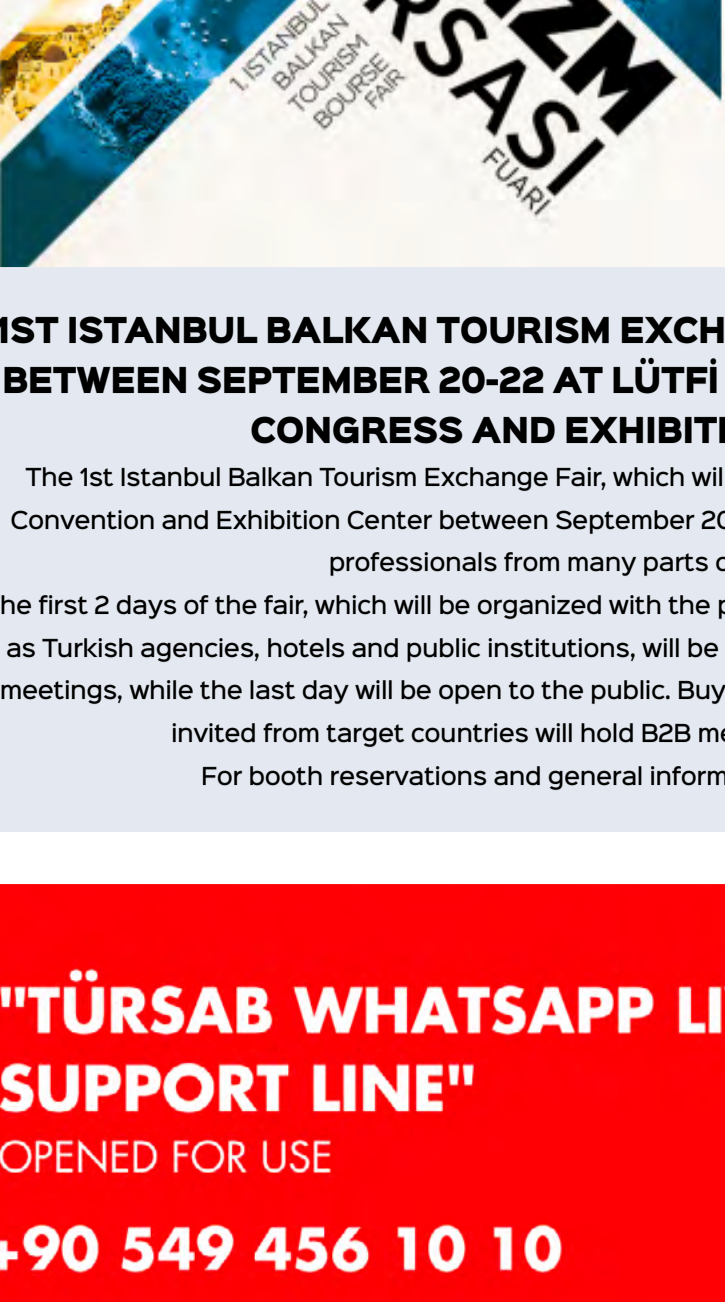 1. ISTANBUL
BALKAN
TOURISM
BOURSE
FAIR
İZM
RSASI
FUARI
1ST ISTANBUL BALKAN TOURISM EXCH
BETWEEN SEPTEMBER 20-22 AT LÜTFİ
CONGRESS AND EXHIBITI
The 1st Istanbul Balkan Tourism Exchange Fair, which wil
Convention and Exhibition Center between September 20
professionals from many parts o
he first 2 days of the fair, which will be organized with the p
as Turkish agencies, hotels and public institutions, will be
meetings, while the last day will be open to the public. Buy
invited from target countries will hold B2B me
For booth reservations and general inform
"TÜRSAB WHATSAPP LI
SUPPORT LINE"
OPENED FOR USE
+90 549 456 10 10